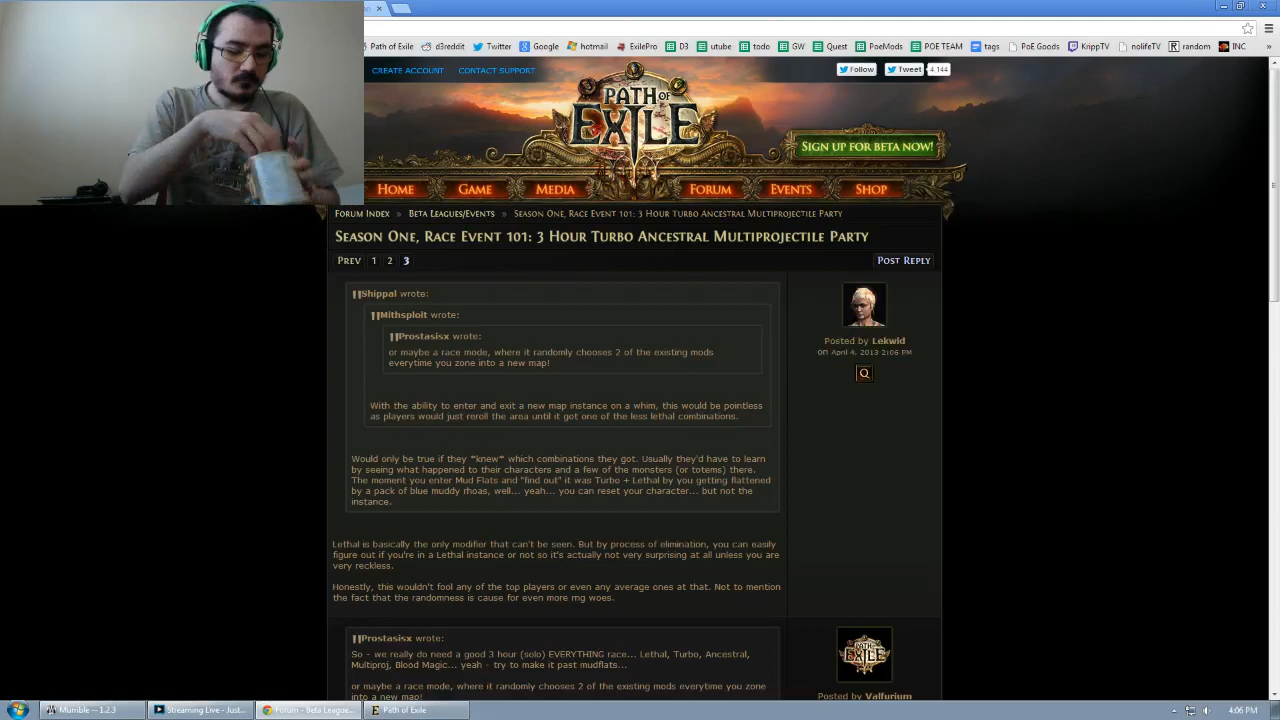 Path of Exile
d3reddit
Twitter
Google
hotmail
ExilePro
D3
utube
todo
GW
Quest
PoeMods
POE TEAM
tags
PoE Goods
KrippTV
nolifeTV
random
INC
CREATE ACCOUNT
CONTACT SUPPORT
Follow
Tweet
4,144
PATH OF
EXILE
SIGN UP FOR BETA NOW!
HOME
GAME
MEDIA
FORUM
EVENTS
SHOP
FORUM INDEX » BETA LEAGUES/EVENTS » SEASON ONE, RACE EVENT 101: 3 HOUR TURBO ANCESTRAL MULTIPROJECTILE PARTY
SEASON ONE, RACE EVENT 101: 3 HOUR TURBO ANCESTRAL MULTIPROJECTILE PARTY
PREV 1 2 3
POST REPLY
Shippal wrote:
Mithsploit wrote:
Prostasisx wrote:
or maybe a race mode, where it randomly chooses 2 of the existing mods
everytime you zone into a new map!
With the ability to enter and exit a new map instance on a whim, this would be pointless
as players would just reroll the area until it got one of the less lethal combinations.
Would only be true if they *knew* which combinations they got. Usually they'd have to learn
by seeing what happened to their characters and a few of the monsters (or totems) there.
The moment you enter Mud Flats and "find out" it was Turbo + Lethal by you getting flattened
by a pack of blue muddy rhoas, well... yeah... you can reset your character... but not the
instance.
Lethal is basically the only modifier that can't be seen. But by process of elimination, you can easily
figure out if you're in a Lethal instance or not so it's actually not very surprising at all unless you are
very reckless.
Honestly, this wouldn't fool any of the top players or even any average ones at that. Not to mention
the fact that the randomness is cause for even more rng woes.
Posted by Lekwid
on April 4, 2013 2:06 PM
Q
Prostasisx wrote:
So - we really do need a good 3 hour (solo) EVERYTHING race... Lethal, Turbo, Ancestral,
Multiproj, Blood Magic... yeah - try to make it past mudflats...
or maybe a race mode, where it randomly chooses 2 of the existing mods everytime you zone
into a new map!
PATH OF
EXILE
Posted by Valfurium
Mumble -- 1.2.3
Streaming Live - Just...
Forum - Beta League...
Path of Exile
4:06 PM